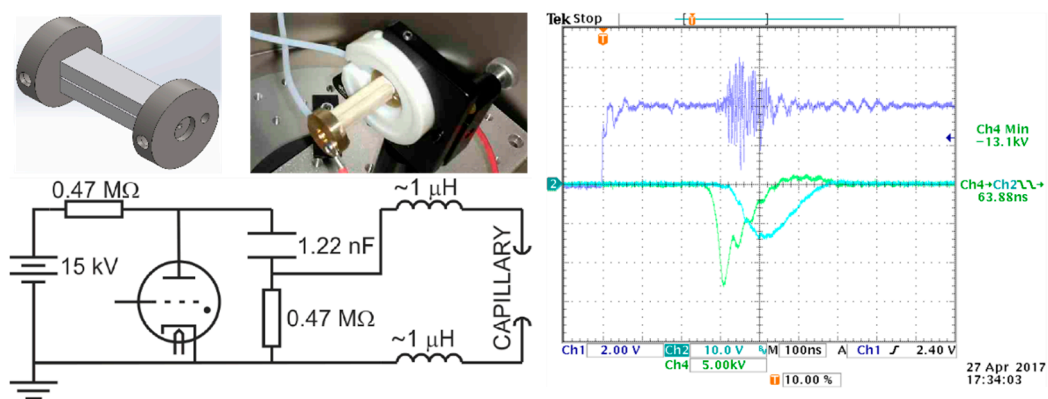 0.47 MΩ
~1 μH
15 kV
1.22 nF
CAPILLARY
0.47 MΩ
~1 μH
Tek Stop
T
T
2
Ch4 Min
−13.1kV
Ch4→Ch2
63.88ns
Ch1 2.00 V Ch2 10.0 V M 100ns A Ch1 2.40 V
Ch4 5.00kV
T 10.00 %
27 Apr 2017
17:34:03